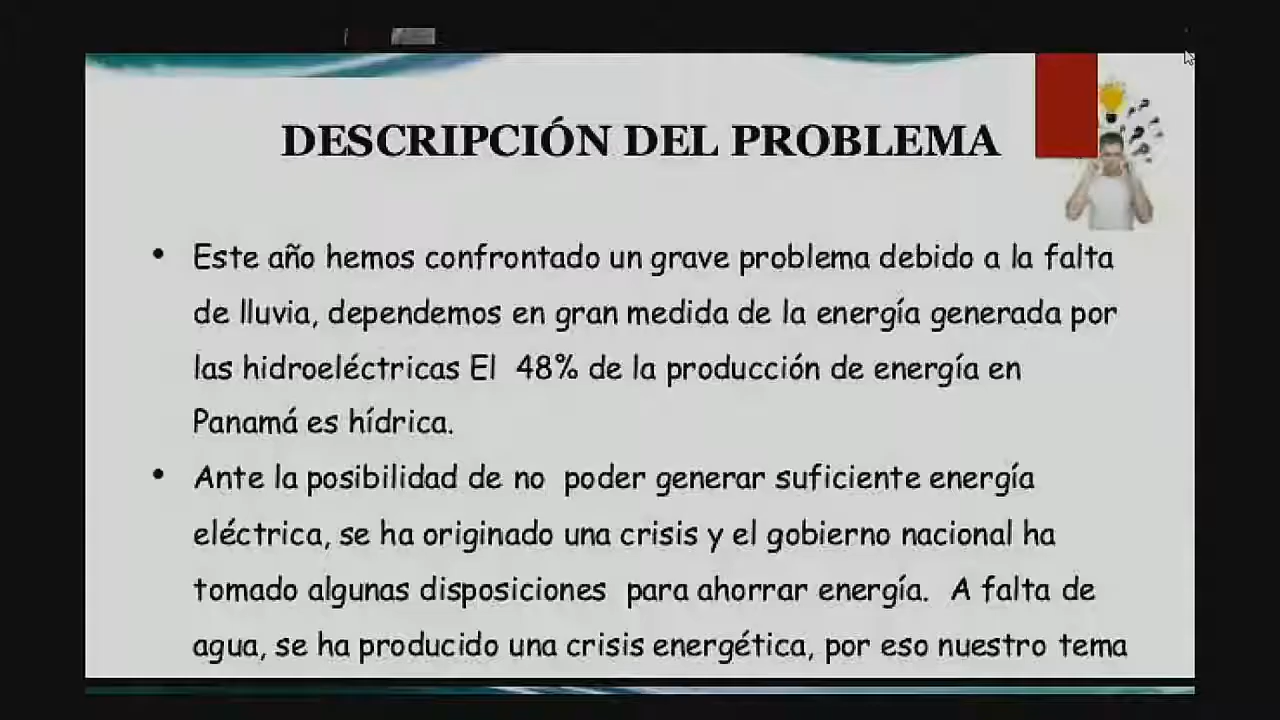 DESCRIPCIÓN DEL PROBLEMA
• Este año hemos confrontado un grave problema debido a la falta
de lluvia, dependemos en gran medida de la energía generada por
las hidroeléctricas El 48% de la producción de energía en
Panamá es hídrica.
• Ante la posibilidad de no poder generar suficiente energía
eléctrica, se ha originado una crisis y el gobierno nacional ha
tomado algunas disposiciones para ahorrar energía. A falta de
agua, se ha producido una crisis energética, por eso nuestro tema